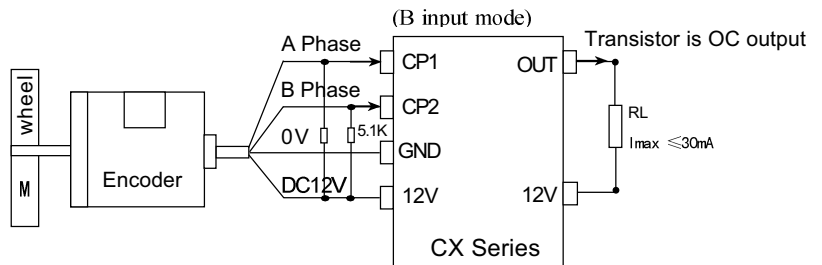 (B input mode)
A Phase
CP1
OUT
Transistor is OC output
B Phase
CP2
5.1K
RL
Imax ≤30mA
0V
GND
DC12V
12V
12V
wheel
M
Encoder
CX Series